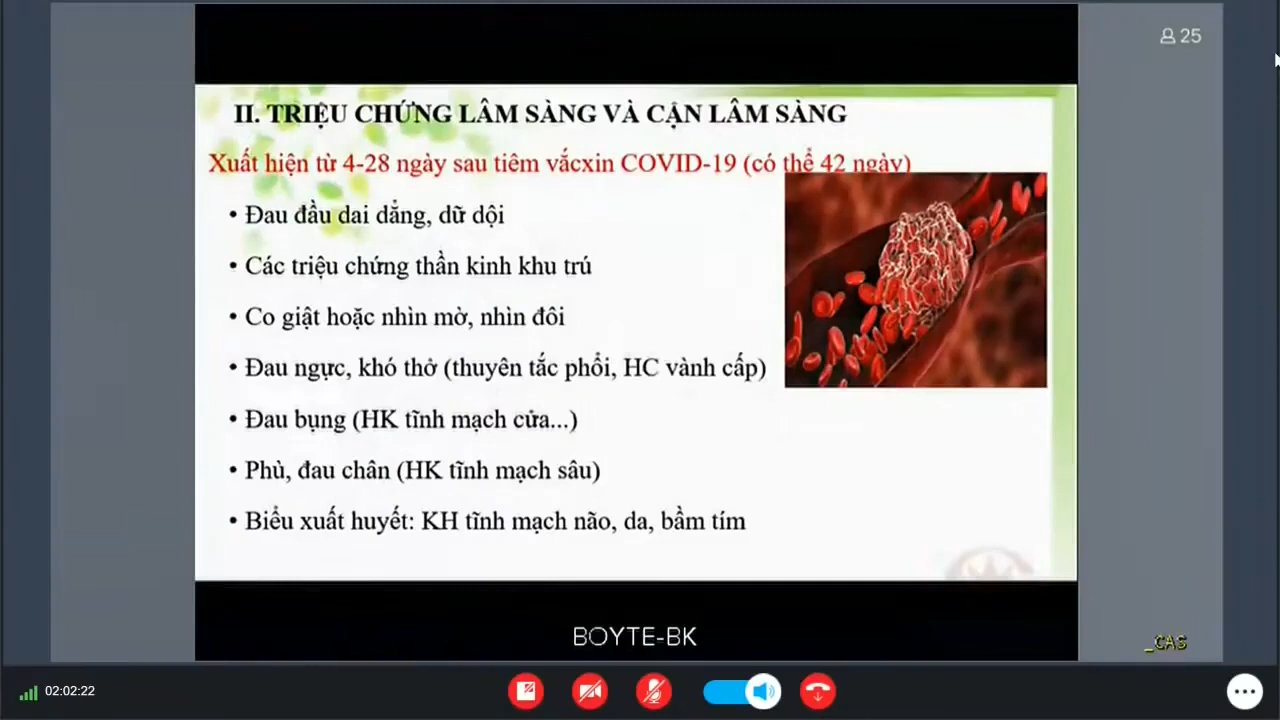 25
II. TRIỆU CHỨNG LÂM SÀNG VÀ CẬN LÂM SÀNG
Xuất hiện từ 4-28 ngày sau tiêm vắcxin COVID-19 (có thể 42 ngày)
• Đau đầu dai dẳng, dữ dội
• Các triệu chứng thần kinh khu trú
• Co giật hoặc nhìn mờ, nhìn đôi
• Đau ngực, khó thở (thuyên tắc phổi, HC vành cấp)
• Đau bụng (HK tĩnh mạch cửa...)
• Phù, đau chân (HK tĩnh mạch sâu)
• Biểu xuất huyết: KH tĩnh mạch não, da, bầm tím
BOYTE-BK
_CAS
02:02:22